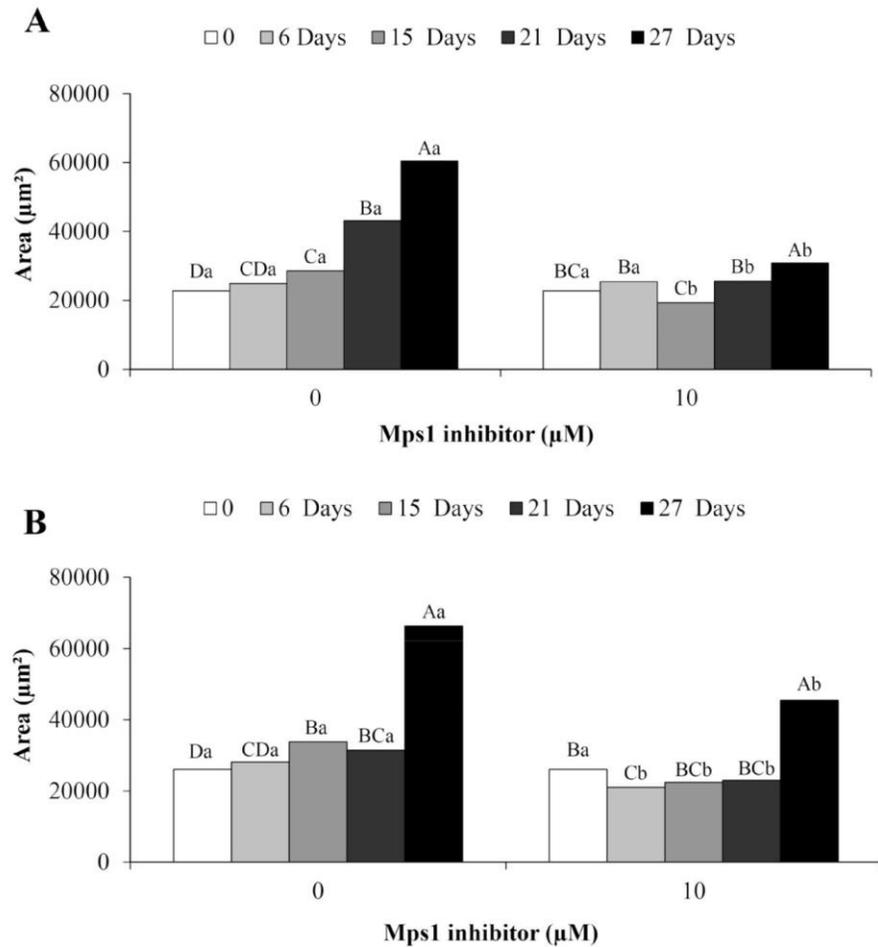 A
0 6 Days 15 Days 21 Days 27 Days
80000
60000
40000
20000
0
Area (µm²)
Da CDa Ca Ba Aa
BCa Ba Cb Bb Ab
0 10
Mps1 inhibitor (µM)
B
0 6 Days 15 Days 21 Days 27 Days
80000
60000
40000
20000
0
Area (µm²)
Da CDa Ba BCa Aa
Ba Cb BCb BCb Ab
0 10
Mps1 inhibitor (µM)